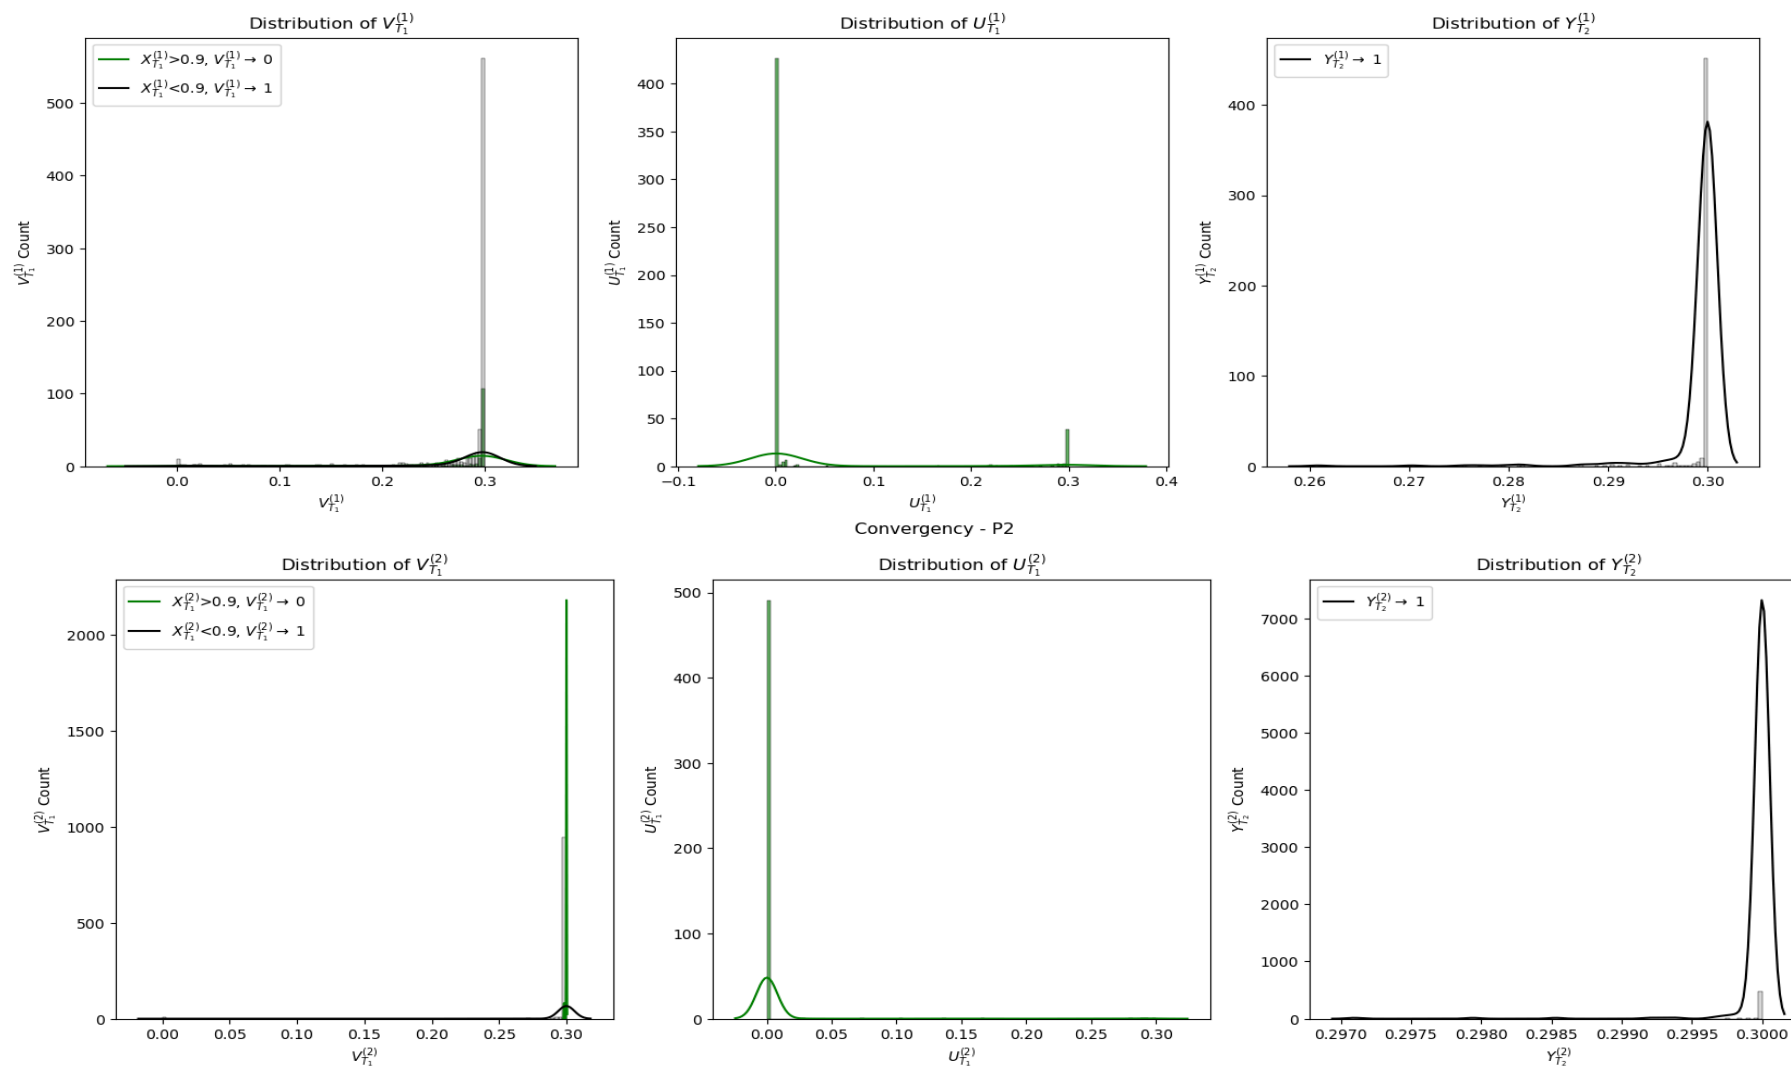 Distribution of $V_{T_1}^{(1)}$
$X_{T_1}^{(1)}$>0.9, $V_{T_1}^{(1)}$→ 0
$X_{T_1}^{(1)}$<0.9, $V_{T_1}^{(1)}$→ 1
500
400
300
200
100
0
$V_{T_1}^{(1)}$ Count
0.0 0.1 0.2 0.3
$V_{T_1}^{(1)}$
Distribution of $U_{T_1}^{(1)}$
400
350
300
250
200
150
100
50
0
$U_{T_1}^{(1)}$ Count
−0.1 0.0 0.1 0.2 0.3 0.4
$U_{T_1}^{(1)}$
Distribution of $Y_{T_2}^{(1)}$
$Y_{T_2}^{(1)}$→ 1
400
300
200
100
0
$Y_{T_2}^{(1)}$ Count
0.26 0.27 0.28 0.29 0.30
$Y_{T_2}^{(1)}$
Convergency - P2
Distribution of $V_{T_1}^{(2)}$
$X_{T_1}^{(2)}$>0.9, $V_{T_1}^{(2)}$→ 0
$X_{T_1}^{(2)}$<0.9, $V_{T_1}^{(2)}$→ 1
2000
1500
1000
500
0
$V_{T_1}^{(2)}$ Count
0.00 0.05 0.10 0.15 0.20 0.25 0.30
$V_{T_1}^{(2)}$
Distribution of $U_{T_1}^{(2)}$
500
400
300
200
100
0
$U_{T_1}^{(2)}$ Count
0.00 0.05 0.10 0.15 0.20 0.25 0.30
$U_{T_1}^{(2)}$
Distribution of $Y_{T_2}^{(2)}$
$Y_{T_2}^{(2)}$→ 1
7000
6000
5000
4000
3000
2000
1000
0
$Y_{T_2}^{(2)}$ Count
0.2970 0.2975 0.2980 0.2985 0.2990 0.2995 0.3000
$Y_{T_2}^{(2)}$